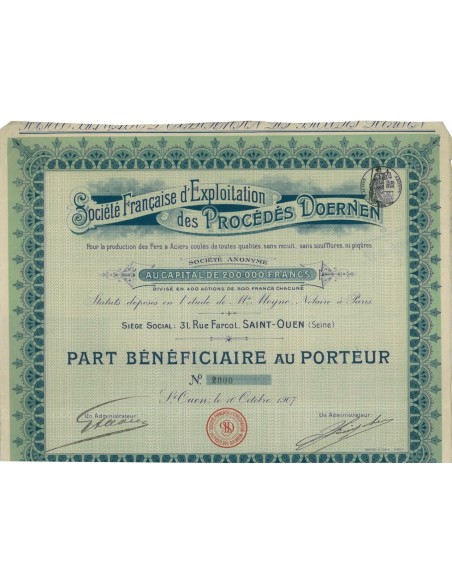 Société Française d'Exploitation
des PROCÉDÉS DOERNEN
Pour la production des Fers & Aciers coulés de toutes qualités, sans recuit, sans soufflures, ni piqûres
SOCIÉTÉ ANONYME
AU CAPITAL DE 200.000 FRANCS
DIVISÉ EN 400 ACTIONS DE 500 FRANCS CHACUNE
Statuts déposés en l'étude de Me Moyne, Notaire à Paris
SIÈGE SOCIAL: 31, Rue Farcot, SAINT-OUEN (Seine)
PART BÉNÉFICIAIRE AU PORTEUR
No 2000
St Ouen, le 10 Octobre 1907
Un Administrateur,
Un Administrateur,